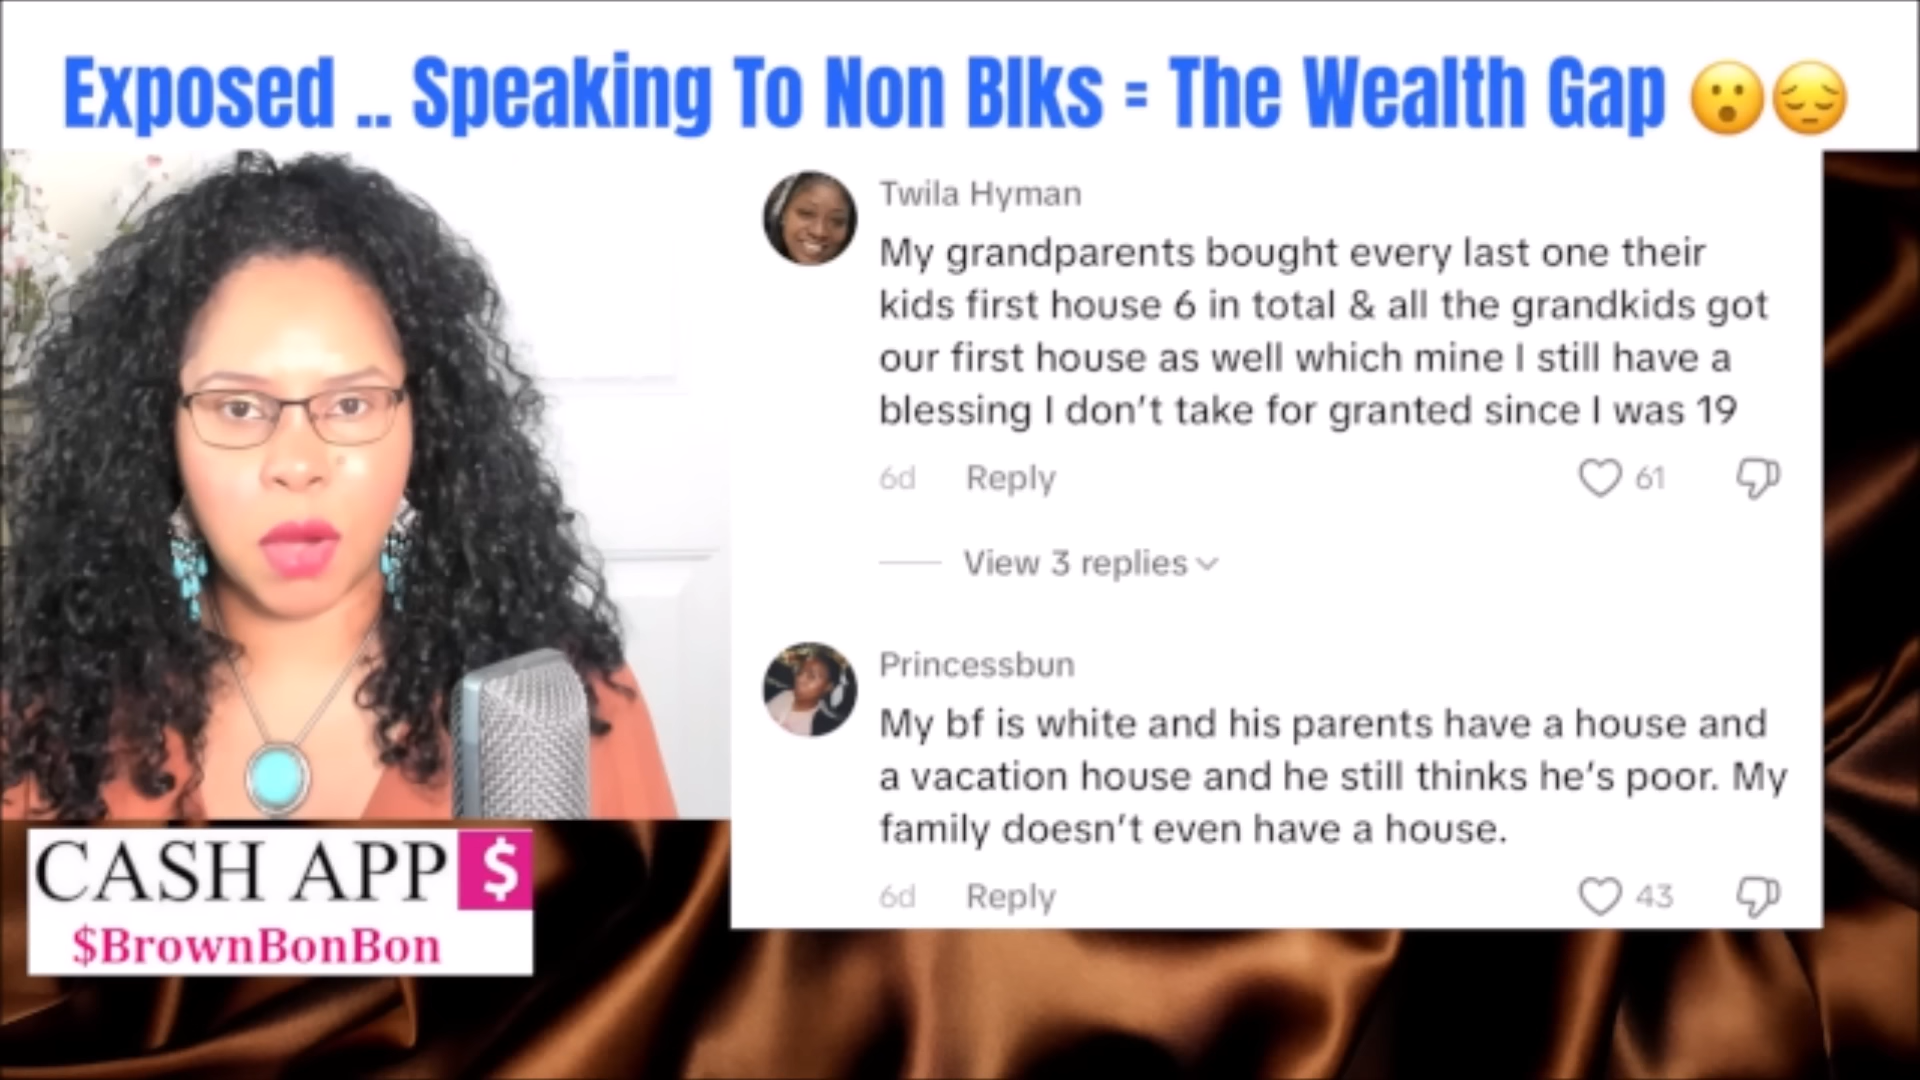 Exposed .. Speaking To Non Blks = The Wealth Gap 😮😔
Twila Hyman
My grandparents bought every last one their
kids first house 6 in total & all the grandkids got
our first house as well which mine I still have a
blessing I don't take for granted since I was 19
6d Reply 61
View 3 replies
Princessbun
My bf is white and his parents have a house and
a vacation house and he still thinks he's poor. My
family doesn't even have a house.
6d Reply 43
CASH APP $
$BrownBonBon